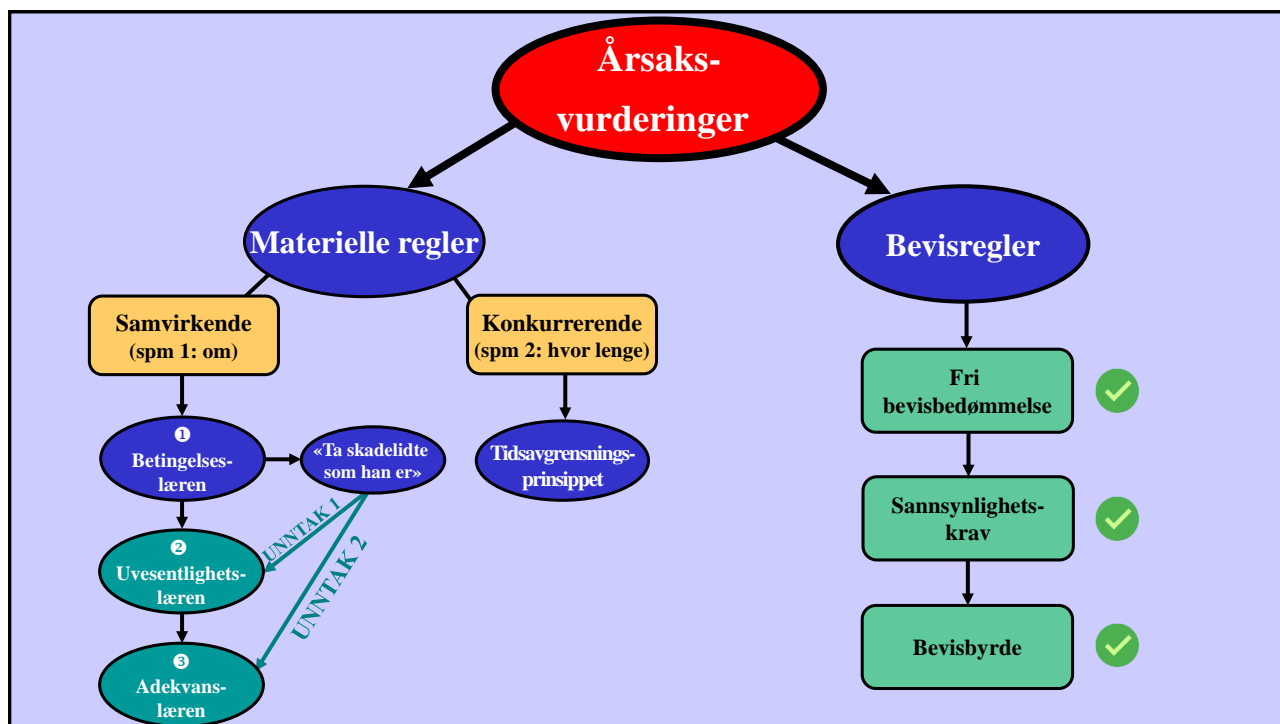 Årsaks-
vurderinger
Materielle regler
Bevisregler
Samvirkende
(spm 1: om)
Konkurrerende
(spm 2: hvor lenge)
Fri
bevisbedømmelse
❶
Betingelses-
læren
«Ta skadelidte
som han er»
Tidsavgrensnings-
prinsippet
UNNTAK 1
UNNTAK 2
Sannsynlighets-
krav
❷
Uvesentlighets-
læren
Bevisbyrde
❸
Adekvans-
læren